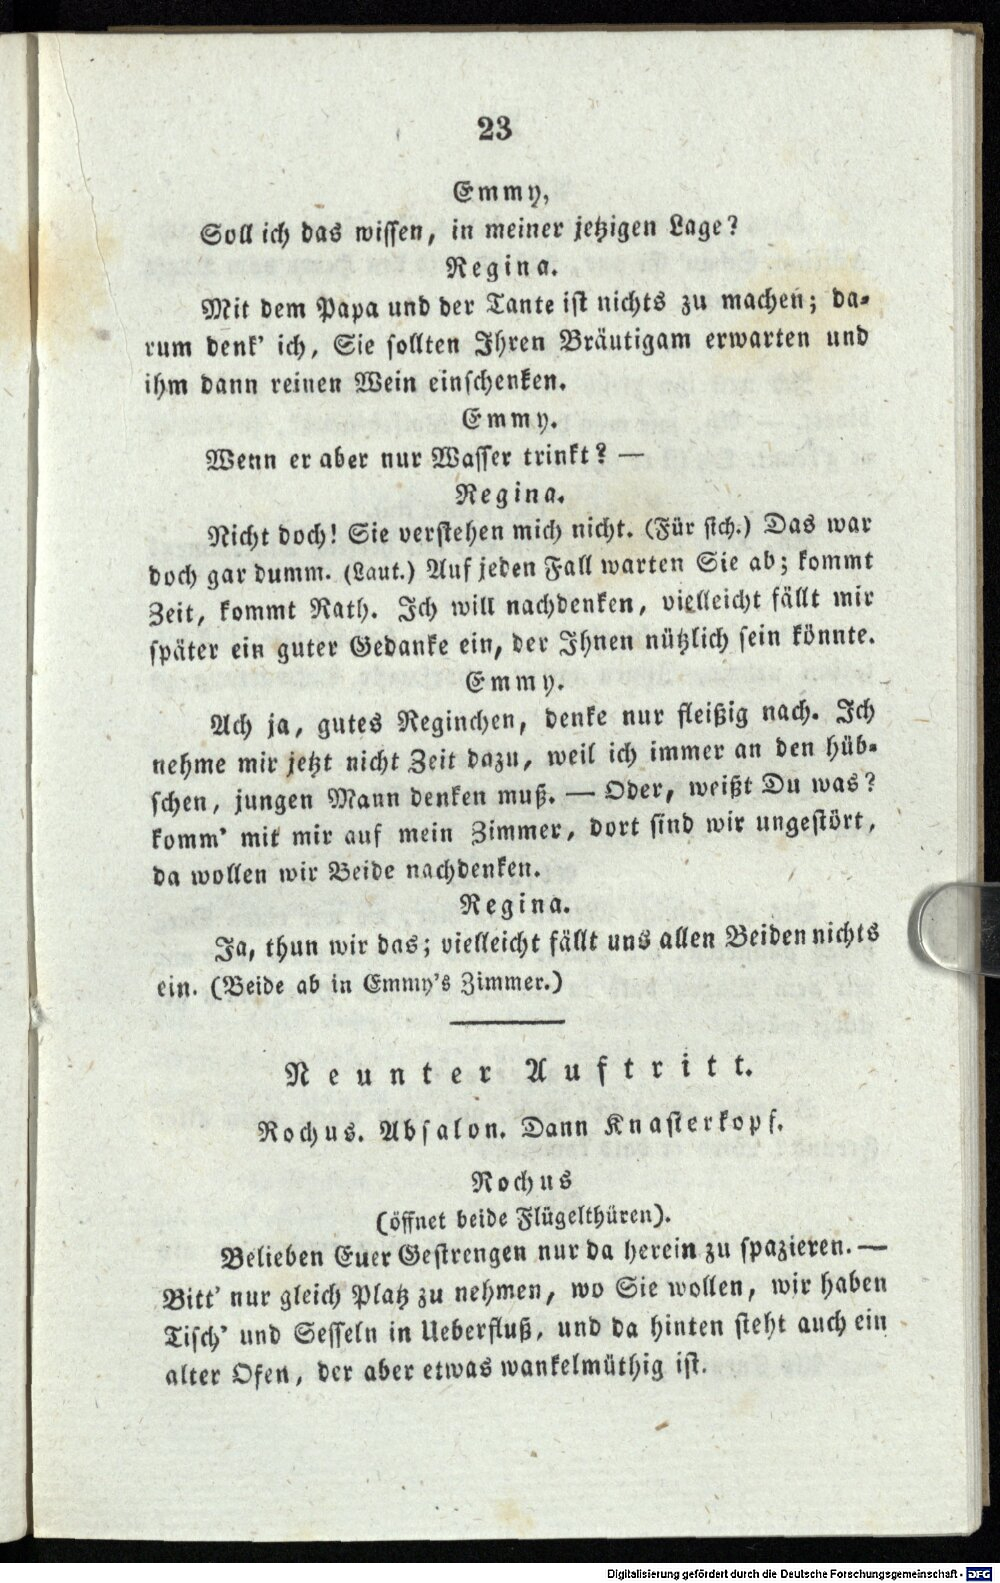 23
Emmy,
Soll ich das wissen, in meiner jetzigen Lage?
Regina.
Mit dem Papa und der Tante ist nichts zu machen; da-
rum denk' ich, Sie sollten Ihren Bräutigam erwarten und
ihm dann reinen Wein einschenken.
Emmy.
Wenn er aber nur Wasser trinkt? —
Regina.
Nicht doch! Sie verstehen mich nicht. (Für sich.) Das war
doch gar dumm. (Laut.) Auf jeden Fall warten Sie ab; kommt
Zeit, kommt Rath. Ich will nachdenken, vielleicht fällt mir
später ein guter Gedanke ein, der Ihnen nützlich sein könnte.
Emmy.
Ach ja, gutes Reginchen, denke nur fleißig nach. Ich
nehme mir jetzt nicht Zeit dazu, weil ich immer an den hüb-
schen, jungen Mann denken muß. — Oder, weißt Du was?
komm' mit mir auf mein Zimmer, dort sind wir ungestört,
da wollen wir Beide nachdenken.
Regina.
Ja, thun wir das; vielleicht fällt uns allen Beiden nichts
ein. (Beide ab in Emmy's Zimmer.)
Neunter Auftritt.
Rochus. Absalon. Dann Knasterkopf.
Rochus
(öffnet beide Flügelthüren).
Belieben Euer Gestrengen nur da herein zu spazieren. —
Bitt' nur gleich Platz zu nehmen, wo Sie wollen, wir haben
Tisch' und Sesseln in Ueberfluß, und da hinten steht auch ein
alter Ofen, der aber etwas wankelmüthig ist.
Digitalisierung gefördert durch die Deutsche Forschungsgemeinschaft - DFG